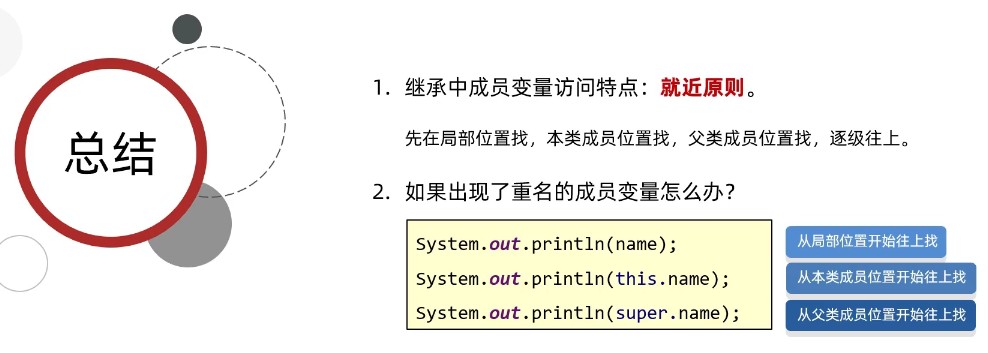 总结
1. 继承中成员变量访问特点：就近原则。
先在局部位置找，本类成员位置找，父类成员位置找，逐级往上。
2. 如果出现了重名的成员变量怎么办？
System.out.println(name);
从局部位置开始往上找
System.out.println(this.name);
从本类成员位置开始往上找
System.out.println(super.name);
从父类成员位置开始往上找